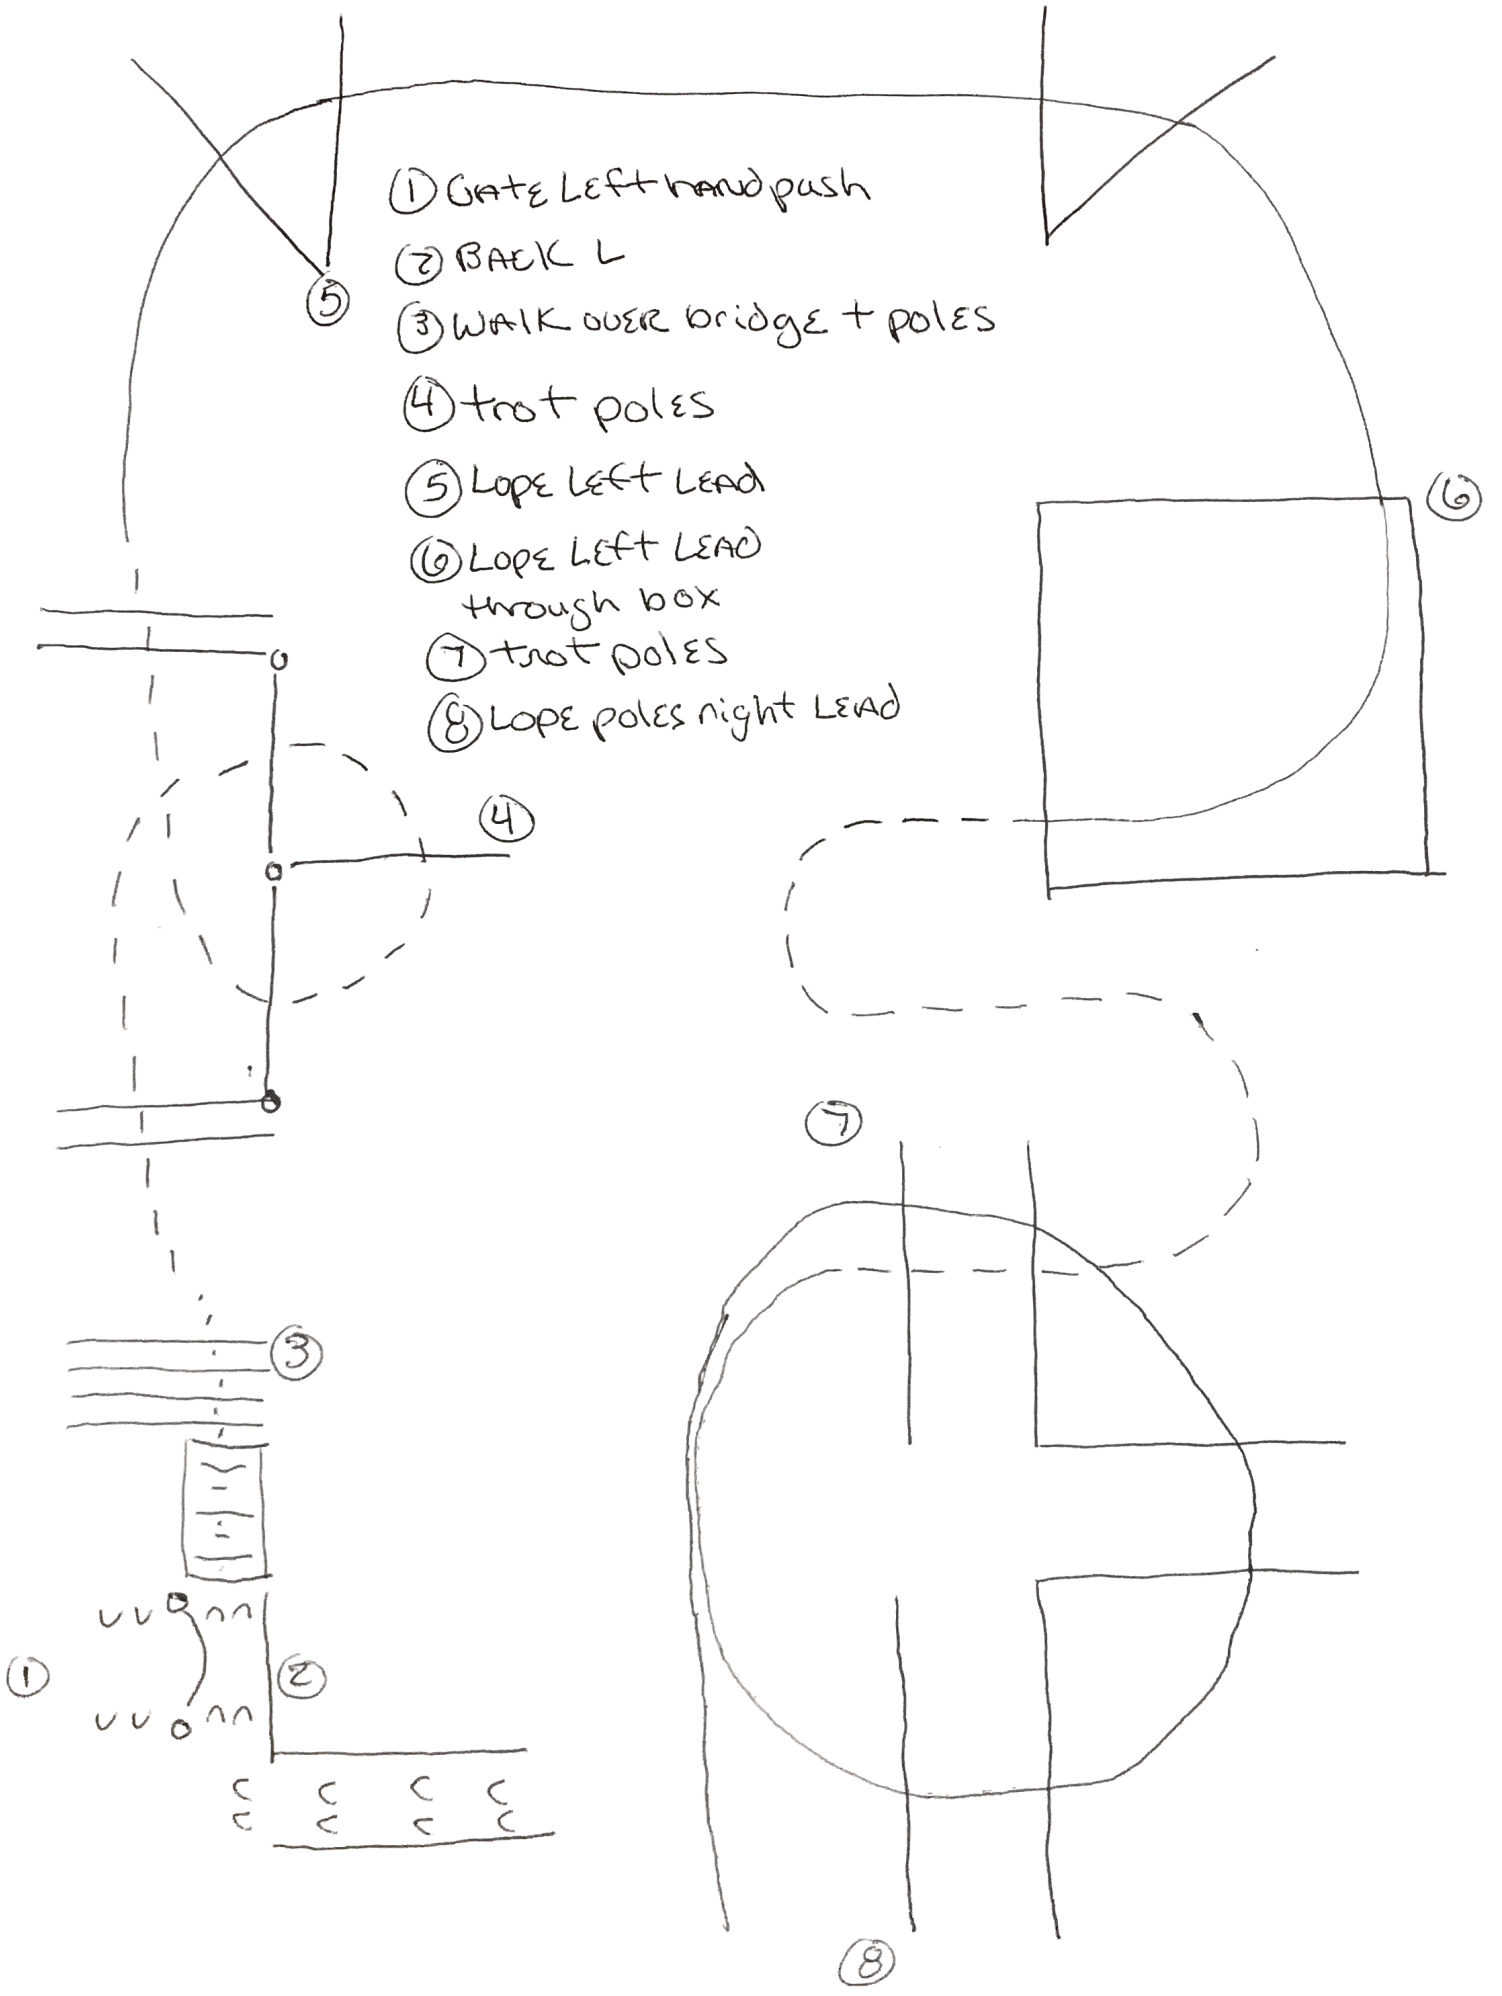 ① GATE Left hand push
② BACK L
③ WALK OVER bridge + poles
④ trot poles
⑤ Lope Left LEAD
⑥ Lope Left LEAD
through box
⑦ trot poles
⑧ LOPE poles right LEAD
⑤
⑥
④
⑦
③
①
②
⑧